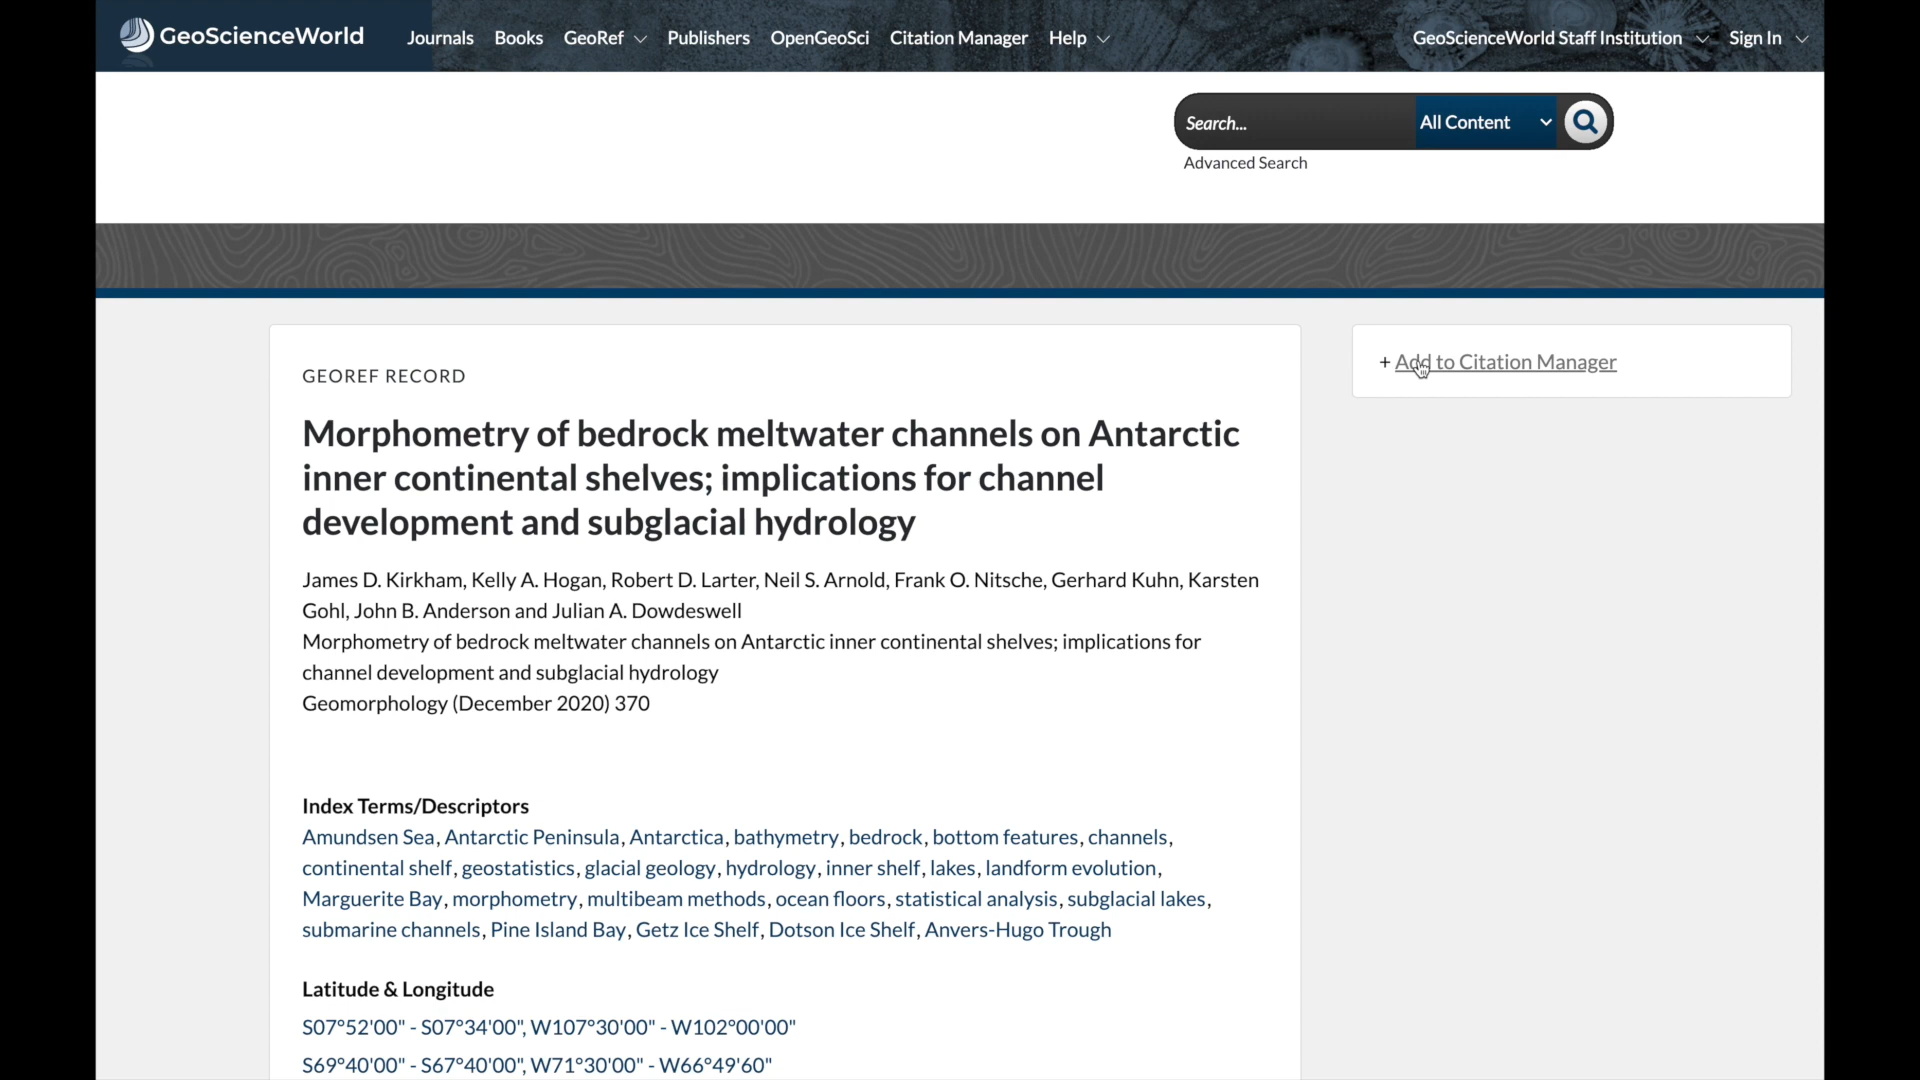 GeoScienceWorld Journals Books GeoRef Publishers OpenGeoSci Citation Manager Help GeoScienceWorld Staff Institution Sign In
Search... All Content
Advanced Search
+ Add to Citation Manager
GEOREF RECORD
Morphometry of bedrock meltwater channels on Antarctic
inner continental shelves; implications for channel
development and subglacial hydrology
James D. Kirkham, Kelly A. Hogan, Robert D. Larter, Neil S. Arnold, Frank O. Nitsche, Gerhard Kuhn, Karsten
Gohl, John B. Anderson and Julian A. Dowdeswell
Morphometry of bedrock meltwater channels on Antarctic inner continental shelves; implications for
channel development and subglacial hydrology
Geomorphology (December 2020) 370
Index Terms/Descriptors
Amundsen Sea, Antarctic Peninsula, Antarctica, bathymetry, bedrock, bottom features, channels,
continental shelf, geostatistics, glacial geology, hydrology, inner shelf, lakes, landform evolution,
Marguerite Bay, morphometry, multibeam methods, ocean floors, statistical analysis, subglacial lakes,
submarine channels, Pine Island Bay, Getz Ice Shelf, Dotson Ice Shelf, Anvers-Hugo Trough
Latitude & Longitude
S07°52'00" - S07°34'00", W107°30'00" - W102°00'00"
S69°40'00" - S67°40'00", W71°30'00" - W66°49'60"